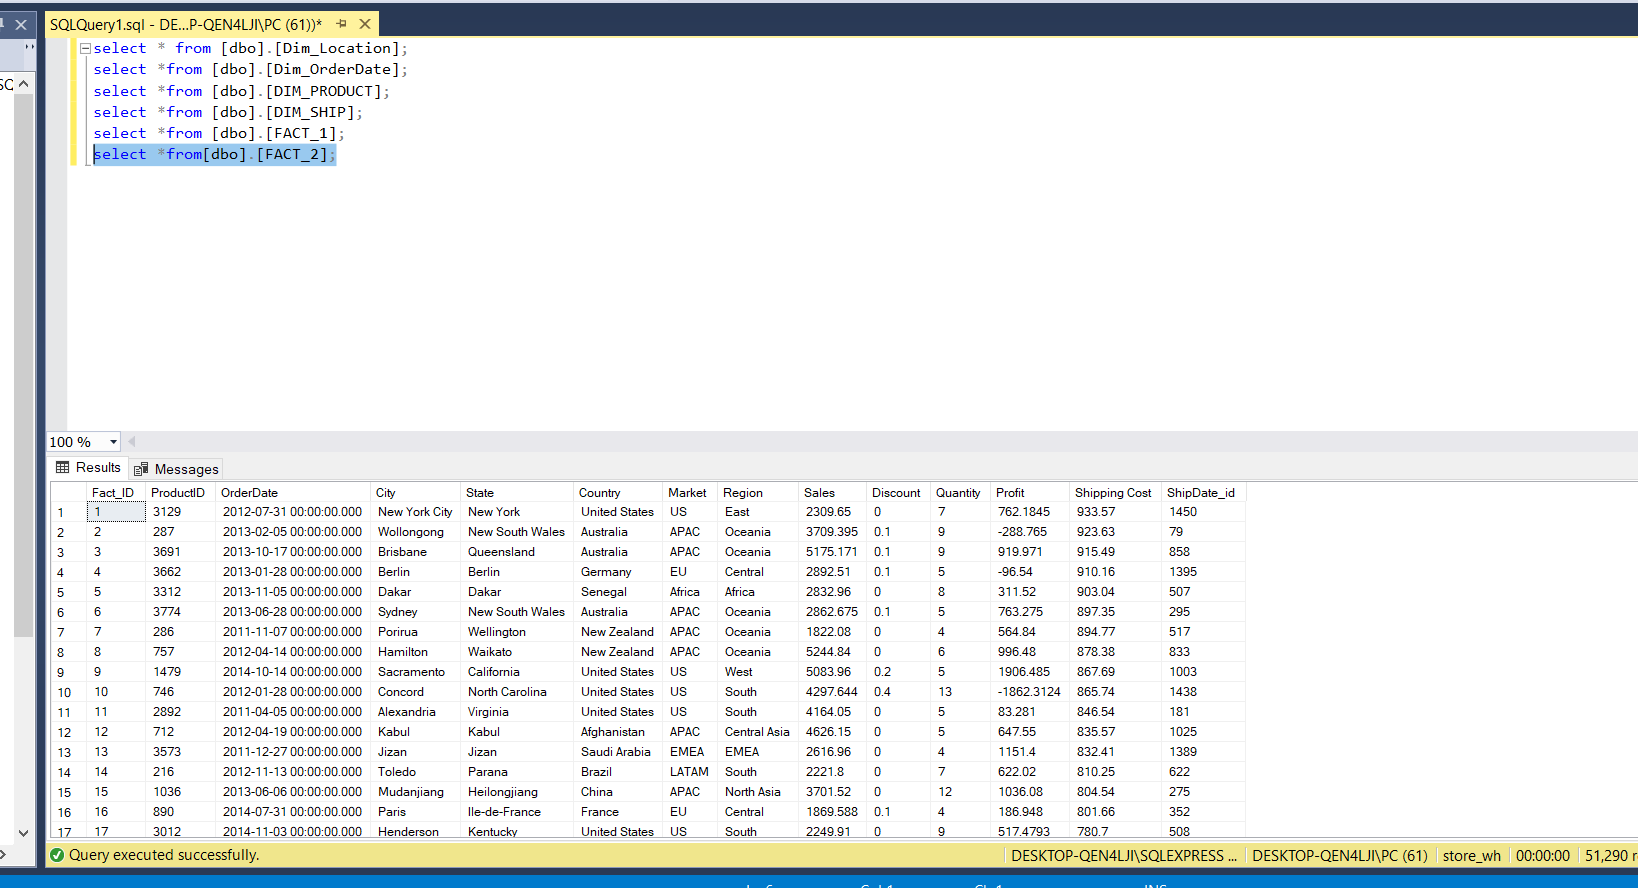 SQLQuery1.sql - DE...P-QEN4LJI\PC (61))*
select * from [dbo].[Dim_Location];
select *from [dbo].[Dim_OrderDate];
select *from [dbo].[DIM_PRODUCT];
select *from [dbo].[DIM_SHIP];
select *from [dbo].[FACT_1];
select *from[dbo].[FACT_2];
SQ
100 %
Results Messages
Fact_ID ProductID OrderDate City State Country Market Region Sales Discount Quantity Profit Shipping Cost ShipDate_id
1 1 3129 2012-07-31 00:00:00.000 New York City New York United States US East 2309.65 0 7 762.1845 933.57 1450
2 2 287 2013-02-05 00:00:00.000 Wollongong New South Wales Australia APAC Oceania 3709.395 0.1 9 -288.765 923.63 79
3 3 3691 2013-10-17 00:00:00.000 Brisbane Queensland Australia APAC Oceania 5175.171 0.1 9 919.971 915.49 858
4 4 3662 2013-01-28 00:00:00.000 Berlin Berlin Germany EU Central 2892.51 0.1 5 -96.54 910.16 1395
5 5 3312 2013-11-05 00:00:00.000 Dakar Dakar Senegal Africa Africa 2832.96 0 8 311.52 903.04 507
6 6 3774 2013-06-28 00:00:00.000 Sydney New South Wales Australia APAC Oceania 2862.675 0.1 5 763.275 897.35 295
7 7 286 2011-11-07 00:00:00.000 Porirua Wellington New Zealand APAC Oceania 1822.08 0 4 564.84 894.77 517
8 8 757 2012-04-14 00:00:00.000 Hamilton Waikato New Zealand APAC Oceania 5244.84 0 6 996.48 878.38 833
9 9 1479 2014-10-14 00:00:00.000 Sacramento California United States US West 5083.96 0.2 5 1906.485 867.69 1003
10 10 746 2012-01-28 00:00:00.000 Concord North Carolina United States US South 4297.644 0.4 13 -1862.3124 865.74 1438
11 11 2892 2011-04-05 00:00:00.000 Alexandria Virginia United States US South 4164.05 0 5 83.281 846.54 181
12 12 712 2012-04-19 00:00:00.000 Kabul Kabul Afghanistan APAC Central Asia 4626.15 0 5 647.55 835.57 1025
13 13 3573 2011-12-27 00:00:00.000 Jizan Jizan Saudi Arabia EMEA EMEA 2616.96 0 4 1151.4 832.41 1389
14 14 216 2012-11-13 00:00:00.000 Toledo Parana Brazil LATAM South 2221.8 0 7 622.02 810.25 622
15 15 1036 2013-06-06 00:00:00.000 Mudanjiang Heilongjiang China APAC North Asia 3701.52 0 12 1036.08 804.54 275
16 16 890 2014-07-31 00:00:00.000 Paris Ile-de-France France EU Central 1869.588 0.1 4 186.948 801.66 352
17 17 3012 2014-11-03 00:00:00.000 Henderson Kentucky United States US South 2249.91 0 9 517.4793 780.7 508
Query executed successfully. DESKTOP-QEN4LJI\SQLEXPRESS ... DESKTOP-QEN4LJI\PC (61) store_wh 00:00:00 51,290 r